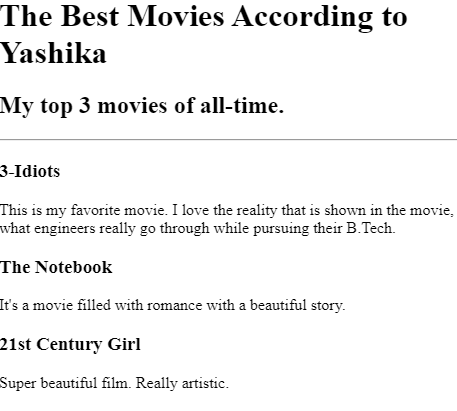 The Best Movies According to
Yashika
My top 3 movies of all-time.
3-Idiots
This is my favorite movie. I love the reality that is shown in the movie,
what engineers really go through while pursuing their B.Tech.
The Notebook
It's a movie filled with romance with a beautiful story.
21st Century Girl
Super beautiful film. Really artistic.